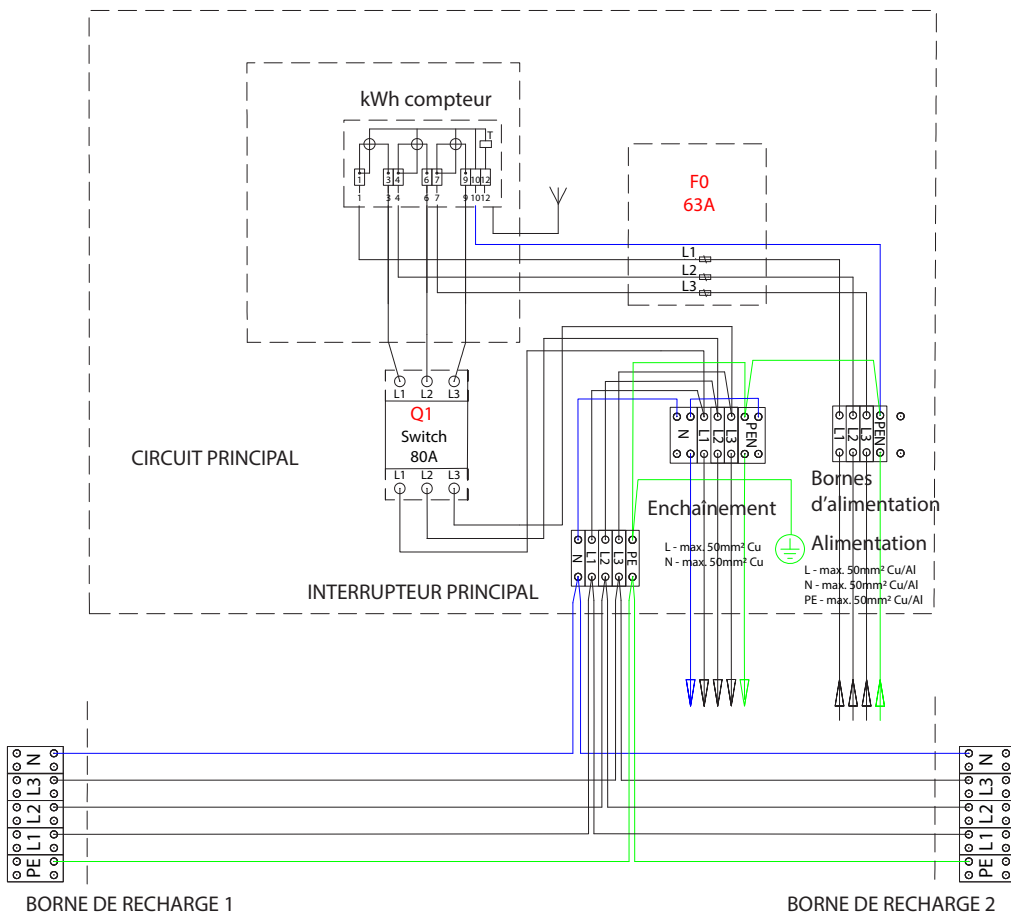 kWh compteur
T
1 3 4 6 7 9 10 12
1 3 4 6 7 9 10 12
F0
63A
L1
L2
L3
L1 L2 L3
Q1
Switch
80A
L1 L2 L3
CIRCUIT PRINCIPAL
N L1 L2 L3 PEN
L1 L2 L3 PEN
Bornes
d'alimentation
Enchaînement
L - max. 50mm² Cu
N - max. 50mm² Cu
Alimentation
L - max. 50mm² Cu/Al
N - max. 50mm² Cu/Al
PE - max. 50mm² Cu/Al
N L1 L2 L3 PE
INTERRUPTEUR PRINCIPAL
N
L3
L2
L1
PE
N
L3
L2
L1
PE
BORNE DE RECHARGE 1
BORNE DE RECHARGE 2